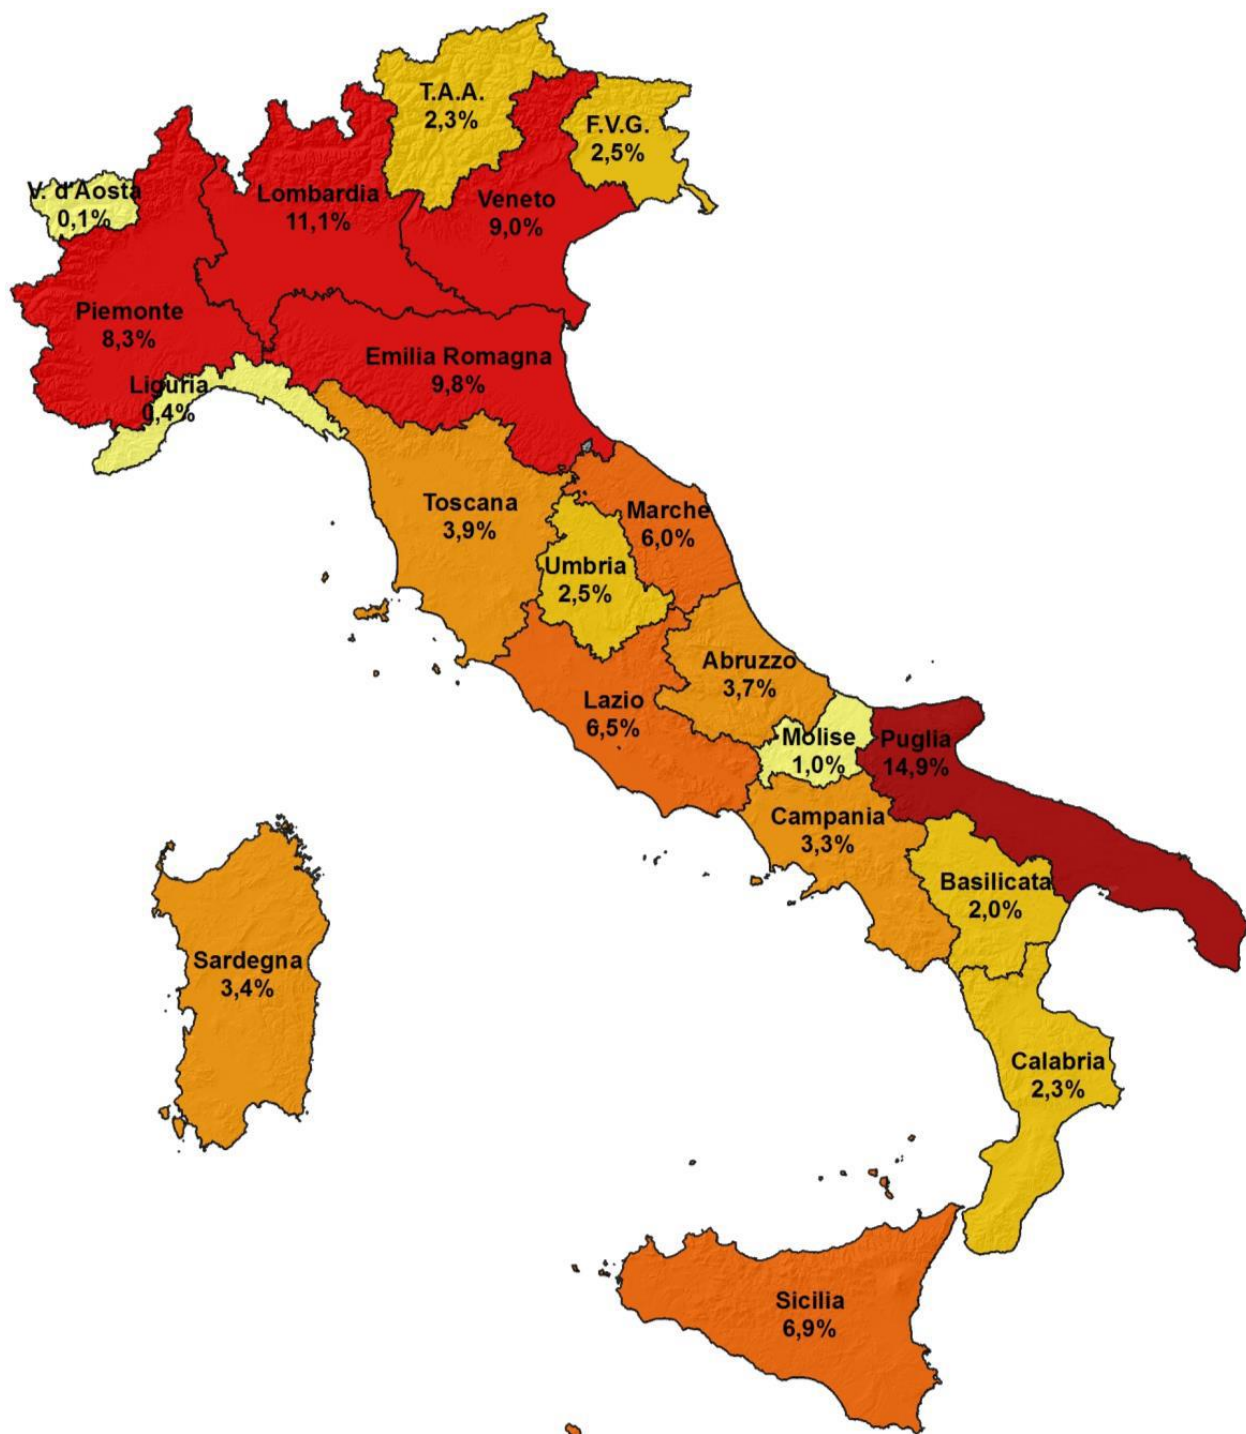 T.A.A.
2,3%
F.V.G.
2,5%
V. d'Aosta
0,1%
Lombardia
11,1%
Veneto
9,0%
Piemonte
8,3%
Emilia Romagna
9,8%
Liguria
0,4%
Toscana
3,9%
Marche
6,0%
Umbria
2,5%
Abruzzo
3,7%
Lazio
6,5%
Molise
1,0%
Puglia
14,9%
Campania
3,3%
Basilicata
2,0%
Sardegna
3,4%
Calabria
2,3%
Sicilia
6,9%